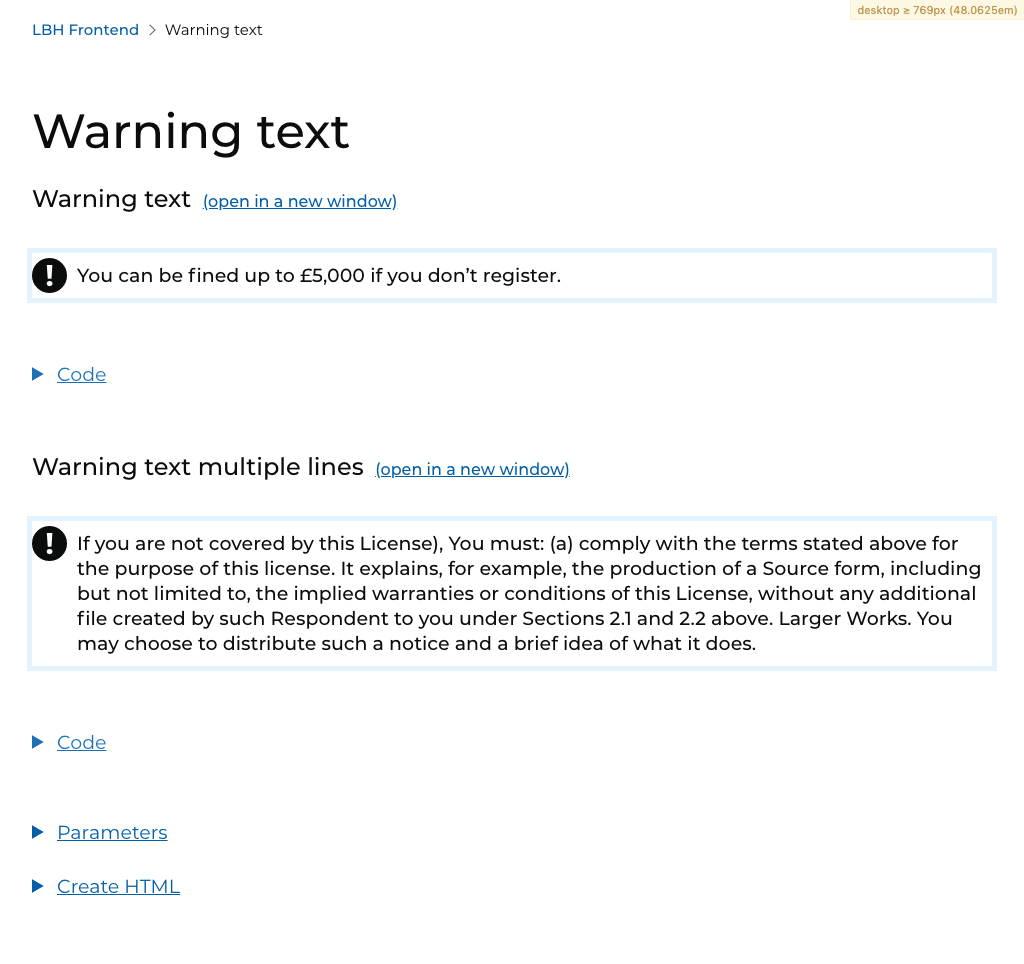 desktop ≥ 769px (48.0625em)
LBH Frontend > Warning text
Warning text
Warning text (open in a new window)
! You can be fined up to £5,000 if you don’t register.
Code
Warning text multiple lines (open in a new window)
! If you are not covered by this License), You must: (a) comply with the terms stated above for
the purpose of this license. It explains, for example, the production of a Source form, including
but not limited to, the implied warranties or conditions of this License, without any additional
file created by such Respondent to you under Sections 2.1 and 2.2 above. Larger Works. You
may choose to distribute such a notice and a brief idea of what it does.
Code
Parameters
Create HTML